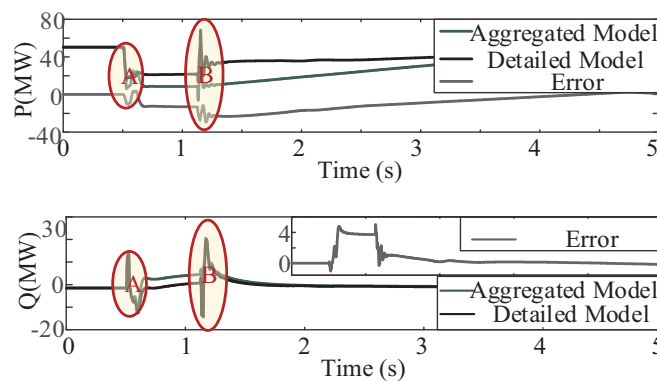 80
40
0
-40
P(MW)
A
B
Aggregated Model
Detailed Model
Error
0
1
2
3
4
5
Time (s)
30
0
-20
Q(MW)
A
B
4
0
Error
Aggregated Model
Detailed Model
0
1
2
3
4
5
Time (s)